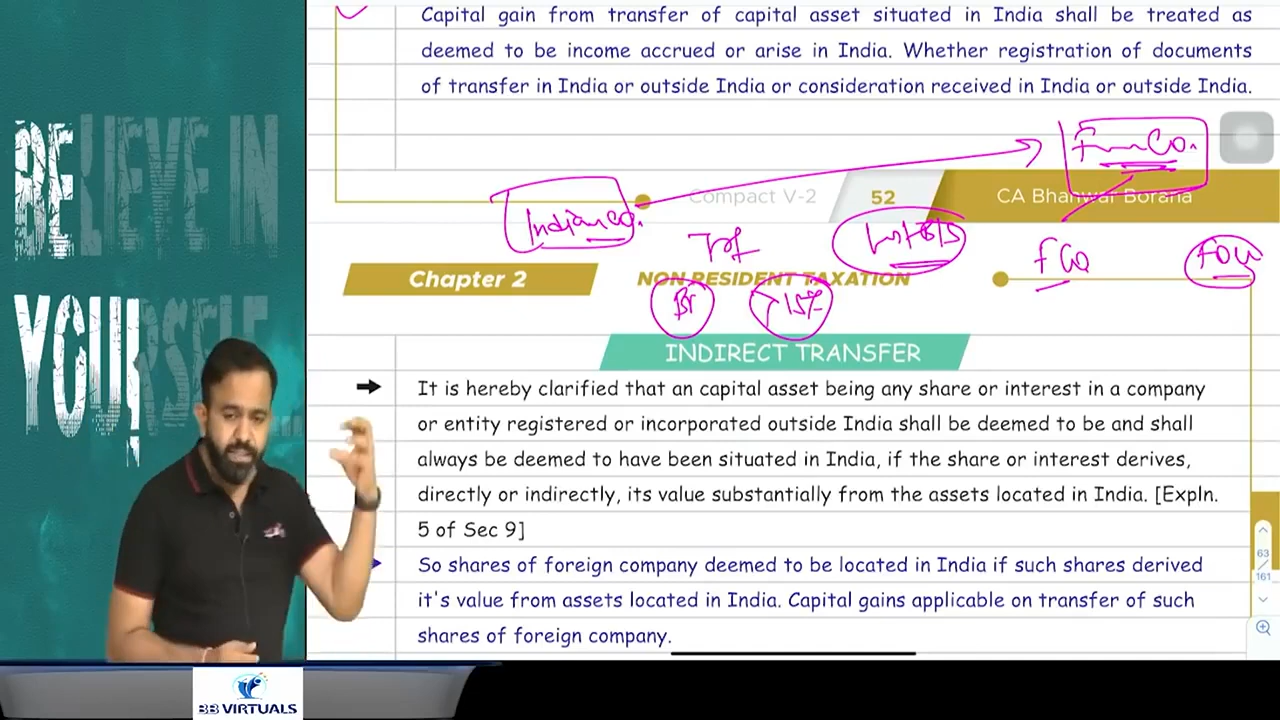 Capital gain from transfer of capital asset situated in India shall be treated as
deemed to be income accrued or arise in India. Whether registration of documents
of transfer in India or outside India or consideration received in India or outside India.
Compact V-2
52
CA Bhanwar Borana
Indian co.
Trf
F Co
Br
15%
Chapter 2
NON RESIDENT TAXATION
INDIRECT TRANSFER
It is hereby clarified that an capital asset being any share or interest in a company
or entity registered or incorporated outside India shall be deemed to be and shall
always be deemed to have been situated in India, if the share or interest derives,
directly or indirectly, its value substantially from the assets located in India. [Expln.
5 of Sec 9]
So shares of foreign company deemed to be located in India if such shares derived
it's value from assets located in India. Capital gains applicable on transfer of such
shares of foreign company.
BELIEVE IN
YOURSELF...
63
161
BB VIRTUALS